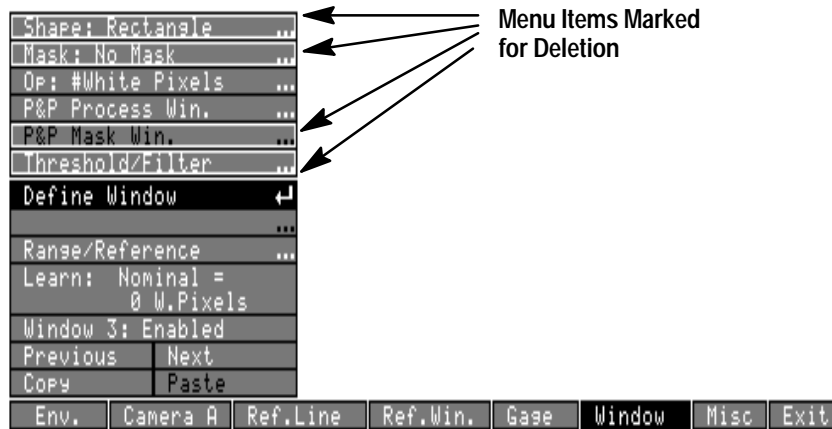 Menu Items Marked
for Deletion
Shape: Rectangle ...
Mask: No Mask ...
Op: #White Pixels ...
P&P Process Win. ...
P&P Mask Win. ...
Threshold/Filter ...
Define Window ↵
...
Range/Reference ...
Learn: Nominal =
0 W.Pixels
Window 3: Enabled
Previous Next
Copy Paste
Env. Camera A Ref.Line Ref.Win. Gage Window Misc Exit